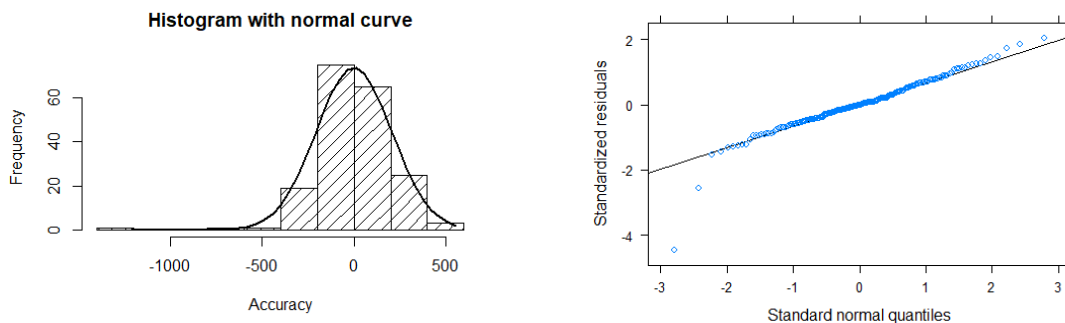 Histogram with normal curve
Frequency
0 20 40 60
-1000 -500 0 500
Accuracy
Standardized residuals
2
0
-2
-4
-3 -2 -1 0 1 2 3
Standard normal quantiles